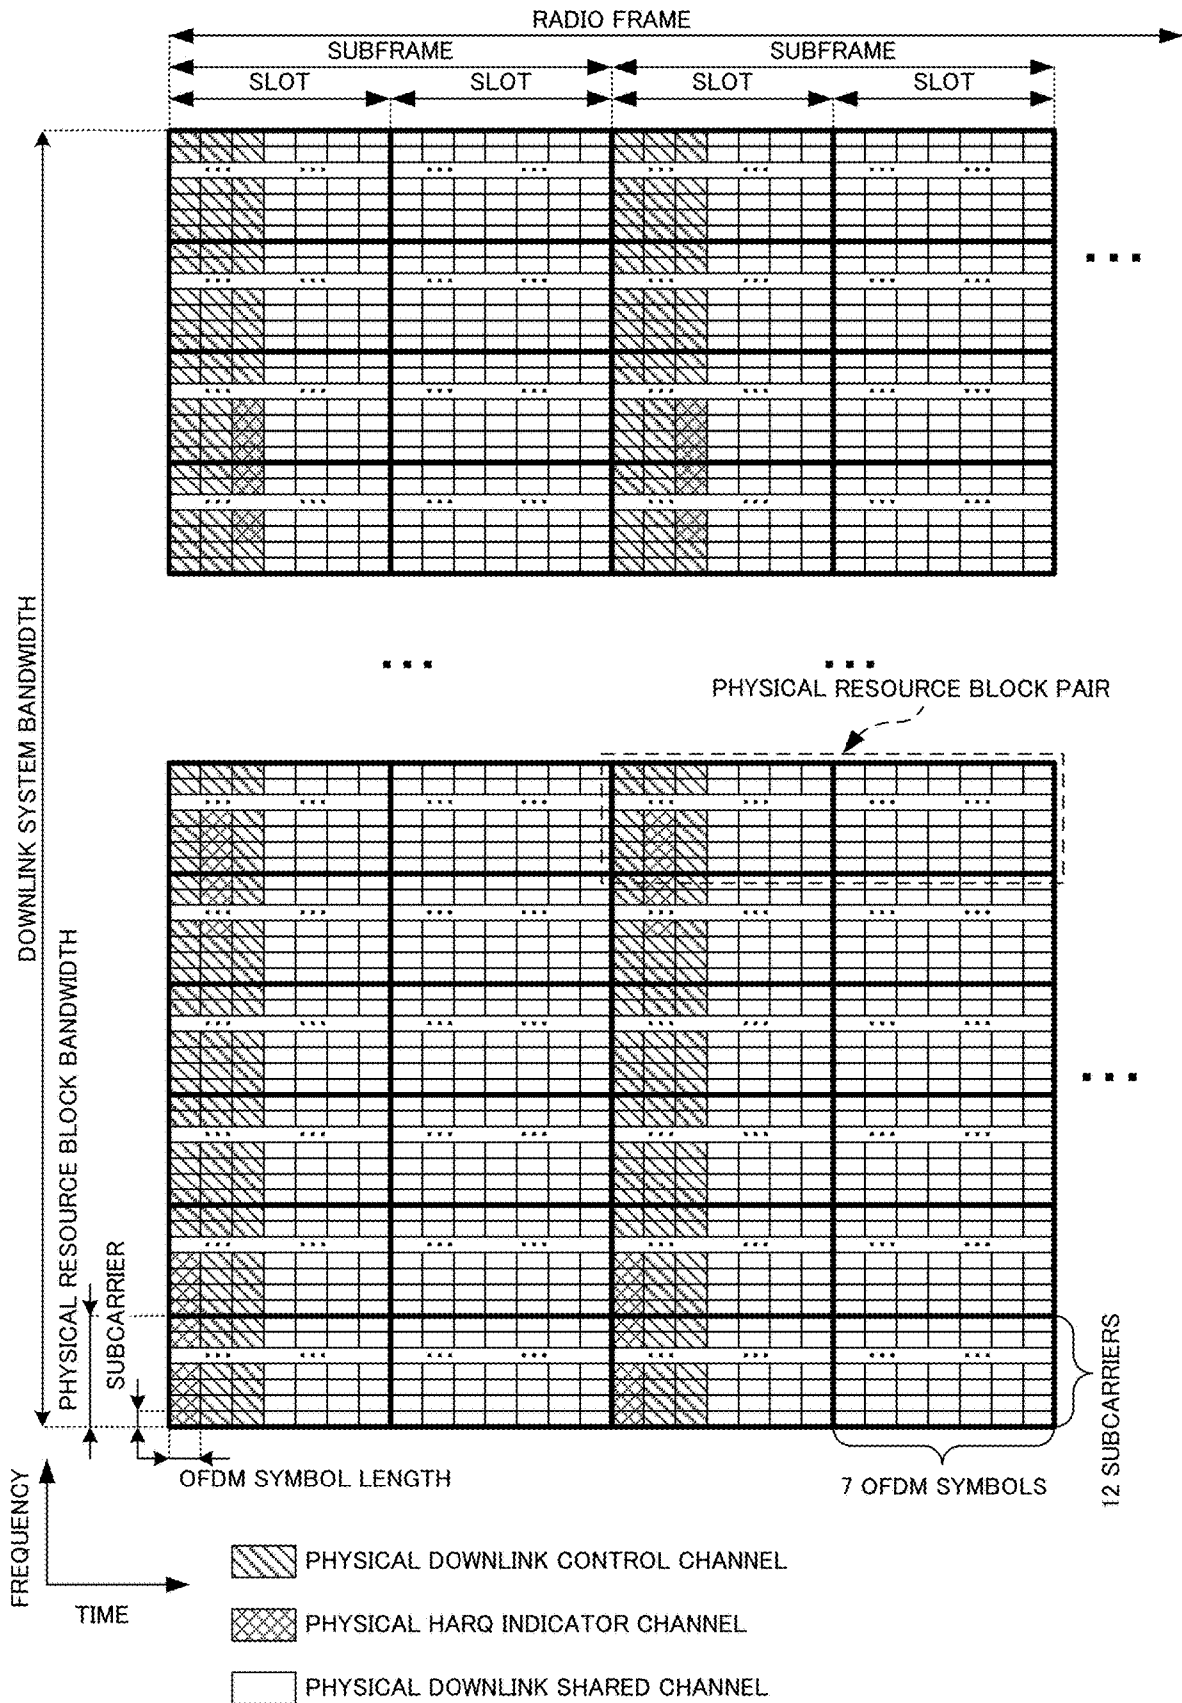 RADIO FRAME
SUBFRAME
SUBFRAME
SLOT
SLOT
SLOT
SLOT
DOWNLINK SYSTEM BANDWIDTH
PHYSICAL RESOURCE BLOCK PAIR
PHYSICAL RESOURCE BLOCK BANDWIDTH
SUBCARRIER
12 SUBCARRIERS
OFDM SYMBOL LENGTH
7 OFDM SYMBOLS
FREQUENCY
TIME
PHYSICAL DOWNLINK CONTROL CHANNEL
PHYSICAL HARQ INDICATOR CHANNEL
PHYSICAL DOWNLINK SHARED CHANNEL